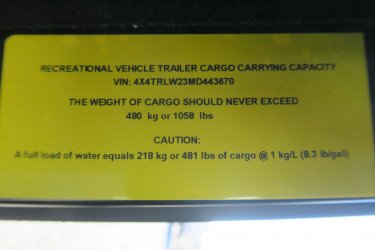 RECREATIONAL VEHICLE TRAILER CARGO CARRYING CAPACITY
VIN: 4X4TRLW23MD443670
THE WEIGHT OF CARGO SHOULD NEVER EXCEED
480 kg or 1058 lbs
CAUTION:
A full load of water equals 218 kg or 481 lbs of cargo @ 1 kg/L (8.3 lb/gal)